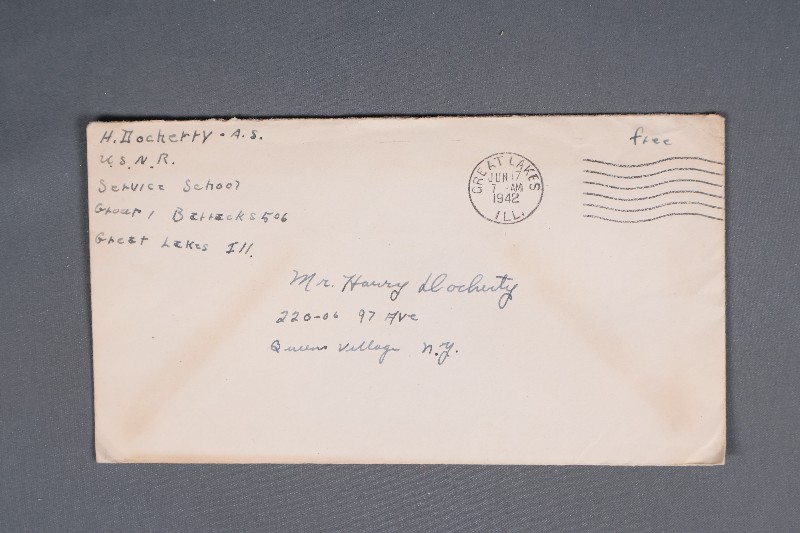 H. Docherty · A.S.
U.S.N.R.
Service School
Group 1 Barracks 506
Great Lakes Ill.
free
GREAT LAKES
JUN 17
7 - AM
1942
ILL.
Mr. Harry Docherty
220-06 97 Ave
Queens Village N.Y.